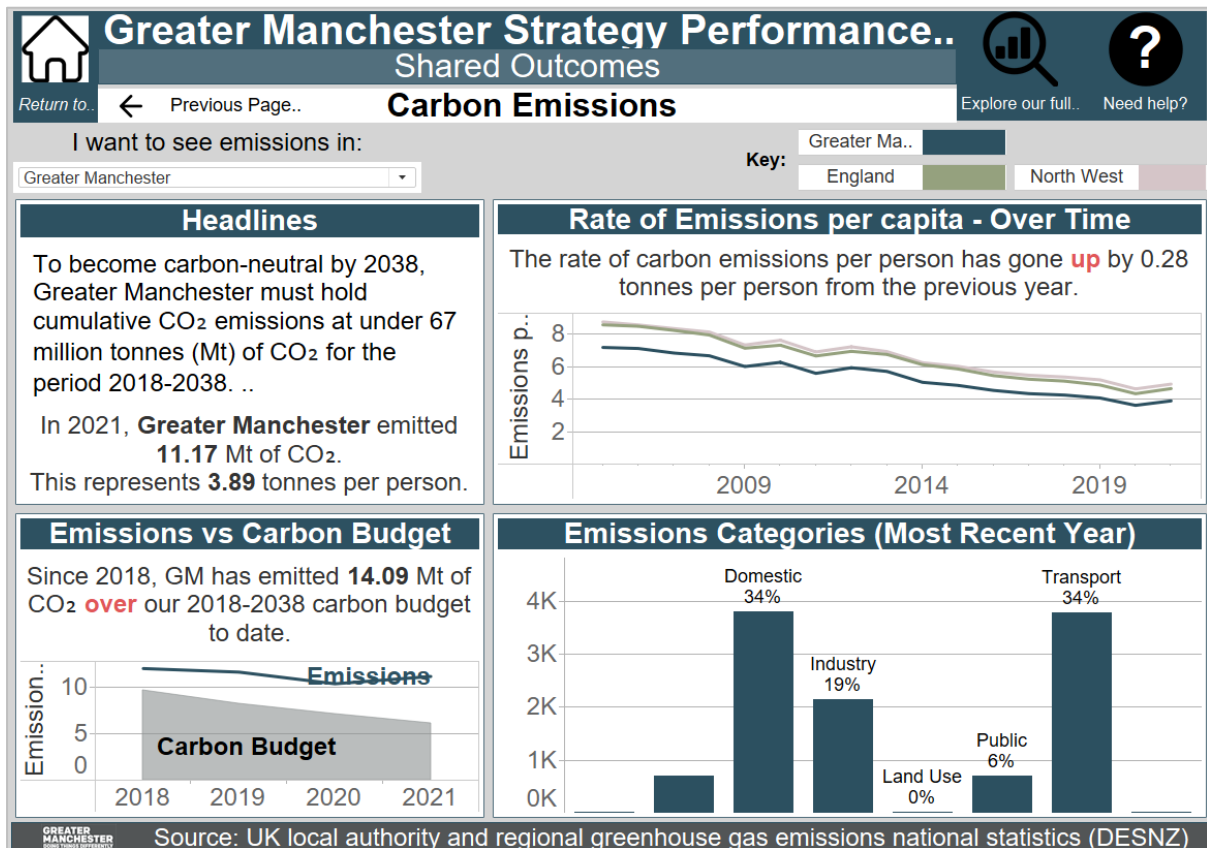 Greater Manchester Strategy Performance..
Shared Outcomes
Return to..
Previous Page..
Carbon Emissions
Explore our full..
Need help?
I want to see emissions in:
Greater Manchester
Key:
Greater Ma..
England
North West
Headlines
To become carbon-neutral by 2038,
Greater Manchester must hold
cumulative CO₂ emissions at under 67
million tonnes (Mt) of CO₂ for the
period 2018-2038. ..
In 2021, Greater Manchester emitted
11.17 Mt of CO₂.
This represents 3.89 tonnes per person.
Rate of Emissions per capita - Over Time
The rate of carbon emissions per person has gone up by 0.28
tonnes per person from the previous year.
Emissions p..
8
6
4
2
2009
2014
2019
Emissions vs Carbon Budget
Since 2018, GM has emitted 14.09 Mt of
CO₂ over our 2018-2038 carbon budget
to date.
Emission..
10
5
0
Emissions
Carbon Budget
2018
2019
2020
2021
Emissions Categories (Most Recent Year)
4K
3K
2K
1K
0K
Domestic
34%
Industry
19%
Land Use
0%
Public
6%
Transport
34%
GREATER
MANCHESTER
DOING THINGS DIFFERENTLY
Source: UK local authority and regional greenhouse gas emissions national statistics (DESNZ)